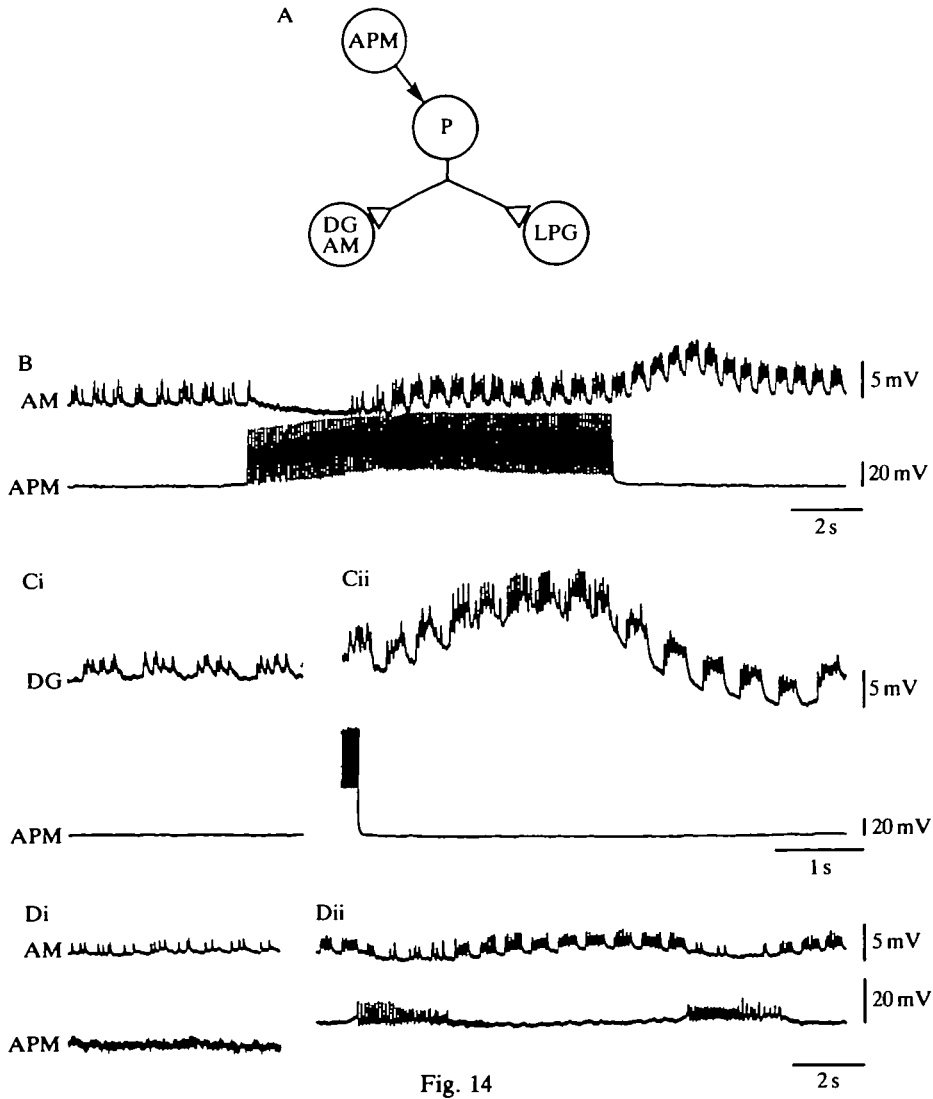 A
APM
P
DG
AM
LPG
B
AM
5 mV
APM
20 mV
2 s
Ci
Cii
DG
5 mV
APM
20 mV
1 s
Di
Dii
AM
5 mV
20 mV
APM
2 s
Fig. 14